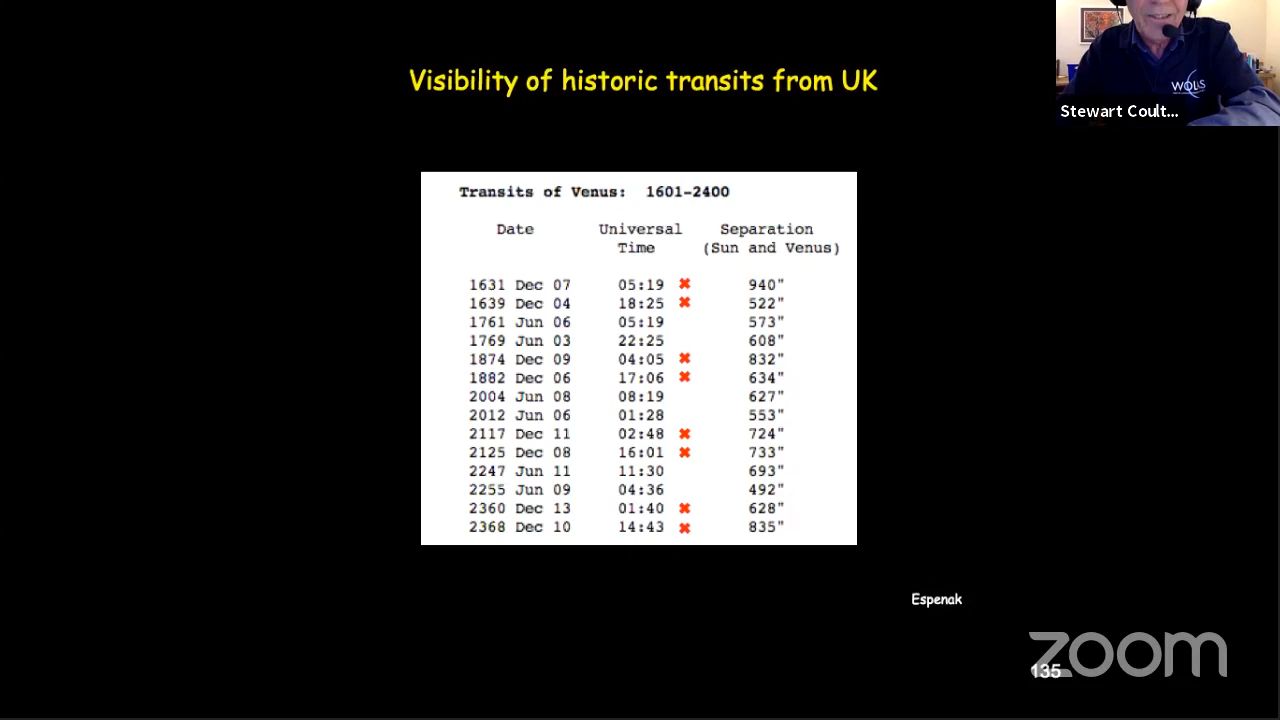 Visibility of historic transits from UK
WOLAS
Stewart Coult...
Transits of Venus: 1601-2400
Date Universal Time Separation (Sun and Venus)
1631 Dec 07 05:19 ✖ 940"
1639 Dec 04 18:25 ✖ 522"
1761 Jun 06 05:19 573"
1769 Jun 03 22:25 608"
1874 Dec 09 04:05 ✖ 832"
1882 Dec 06 17:06 ✖ 634"
2004 Jun 08 08:19 627"
2012 Jun 06 01:28 553"
2117 Dec 11 02:48 ✖ 724"
2125 Dec 08 16:01 ✖ 733"
2247 Jun 11 11:30 693"
2255 Jun 09 04:36 492"
2360 Dec 13 01:40 ✖ 628"
2368 Dec 10 14:43 ✖ 835"
Espenak
zoom
135